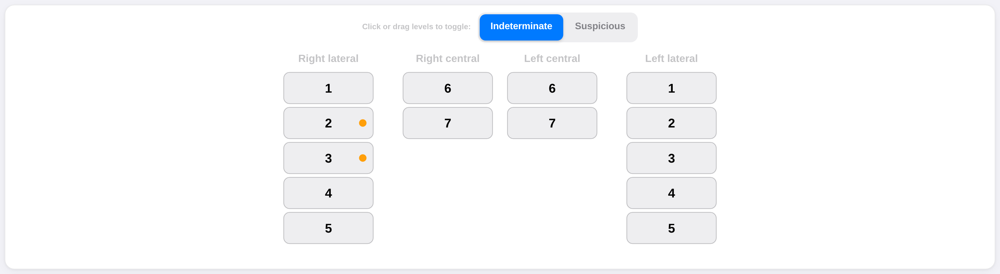 Click or drag levels to toggle: Indeterminate Suspicious
Right lateral Right central Left central Left lateral
1 6 6 1
2 7 7 2
3 3
4 4
5 5